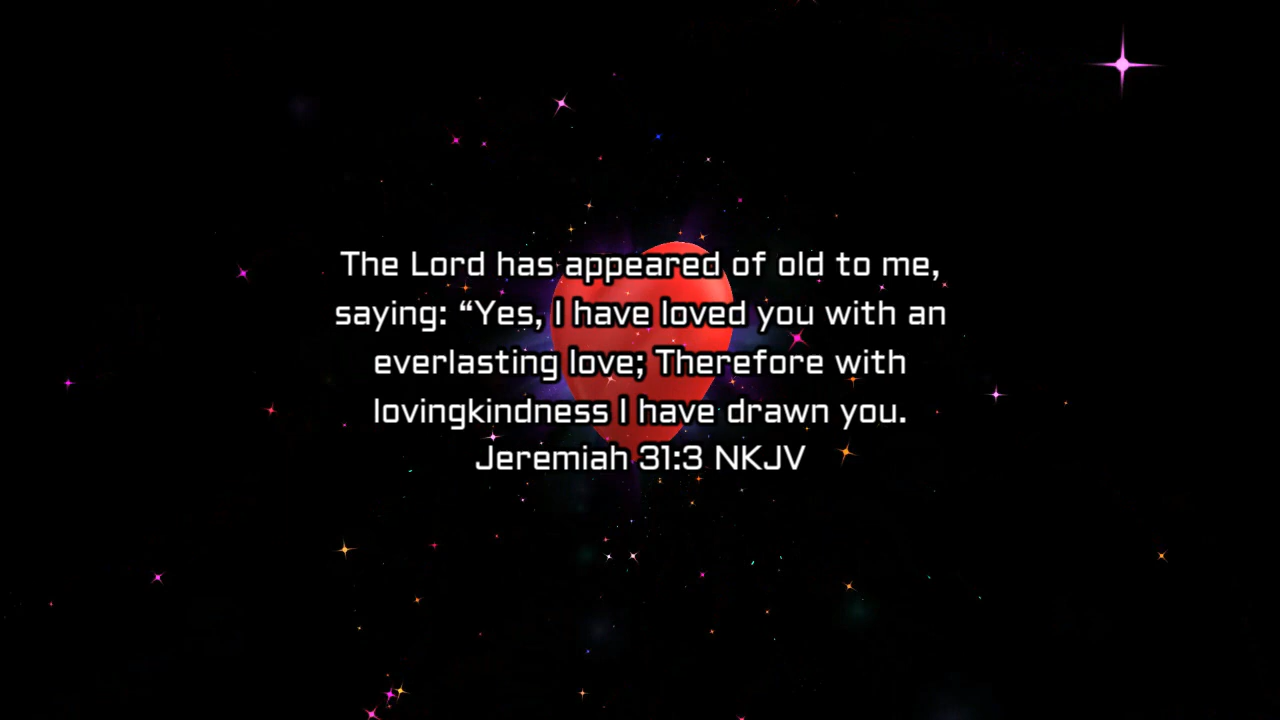 The Lord has appeared of old to me,
saying: “Yes, I have loved you with an
everlasting love; Therefore with
lovingkindness I have drawn you.
Jeremiah 31:3 NKJV